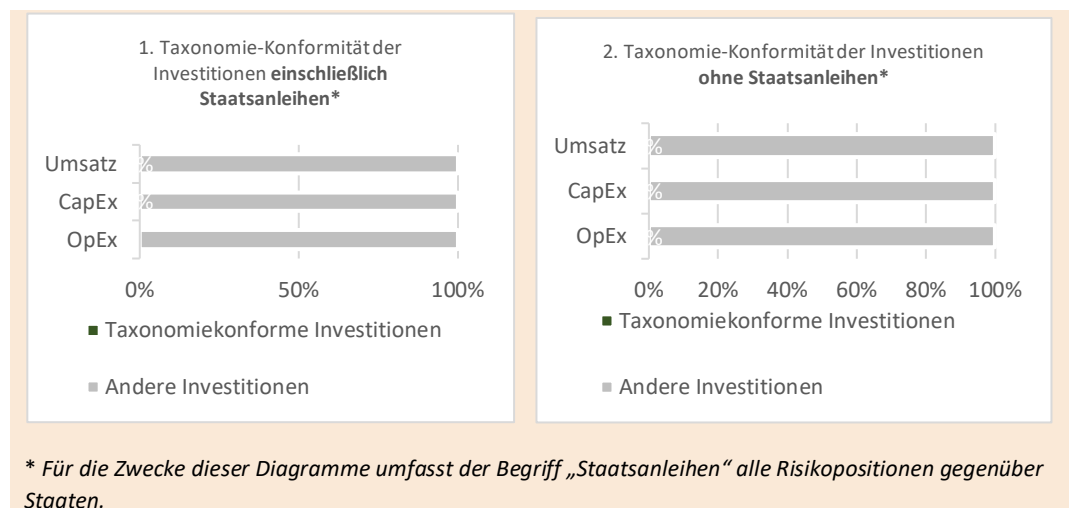 1. Taxonomie-Konformität der
Investitionen einschließlich
Staatsanleihen*
Umsatz
%
CapEx
%
OpEx
0% 50% 100%
Taxonomiekonforme Investitionen
Andere Investitionen
2. Taxonomie-Konformität der Investitionen
ohne Staatsanleihen*
Umsatz
%
CapEx
%
OpEx
%
0% 20% 40% 60% 80% 100%
Taxonomiekonforme Investitionen
Andere Investitionen
* Für die Zwecke dieser Diagramme umfasst der Begriff „Staatsanleihen“ alle Risikopositionen gegenüber
Staaten.